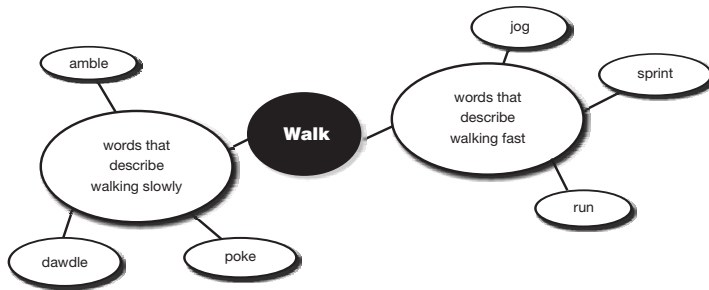 jog
amble
sprint
words that
describe
walking fast
Walk
words that
describe
walking slowly
run
poke
dawdle